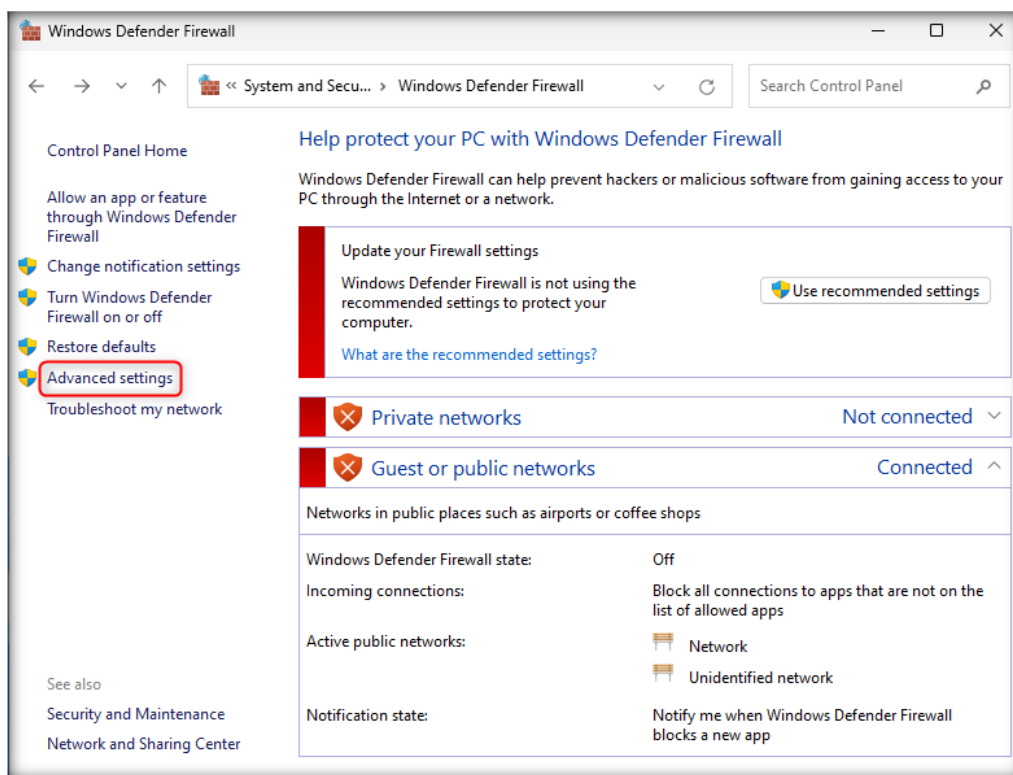 Windows Defender Firewall
« System and Secu... › Windows Defender Firewall
Search Control Panel
Control Panel Home
Allow an app or feature
through Windows Defender
Firewall
Change notification settings
Turn Windows Defender
Firewall on or off
Restore defaults
Advanced settings
Troubleshoot my network
See also
Security and Maintenance
Network and Sharing Center
Help protect your PC with Windows Defender Firewall
Windows Defender Firewall can help prevent hackers or malicious software from gaining access to your
PC through the Internet or a network.
Update your Firewall settings
Windows Defender Firewall is not using the
recommended settings to protect your
computer.
What are the recommended settings?
Use recommended settings
Private networks Not connected
Guest or public networks Connected
Networks in public places such as airports or coffee shops
Windows Defender Firewall state: Off
Incoming connections: Block all connections to apps that are not on the
list of allowed apps
Active public networks: Network
Unidentified network
Notification state: Notify me when Windows Defender Firewall
blocks a new app